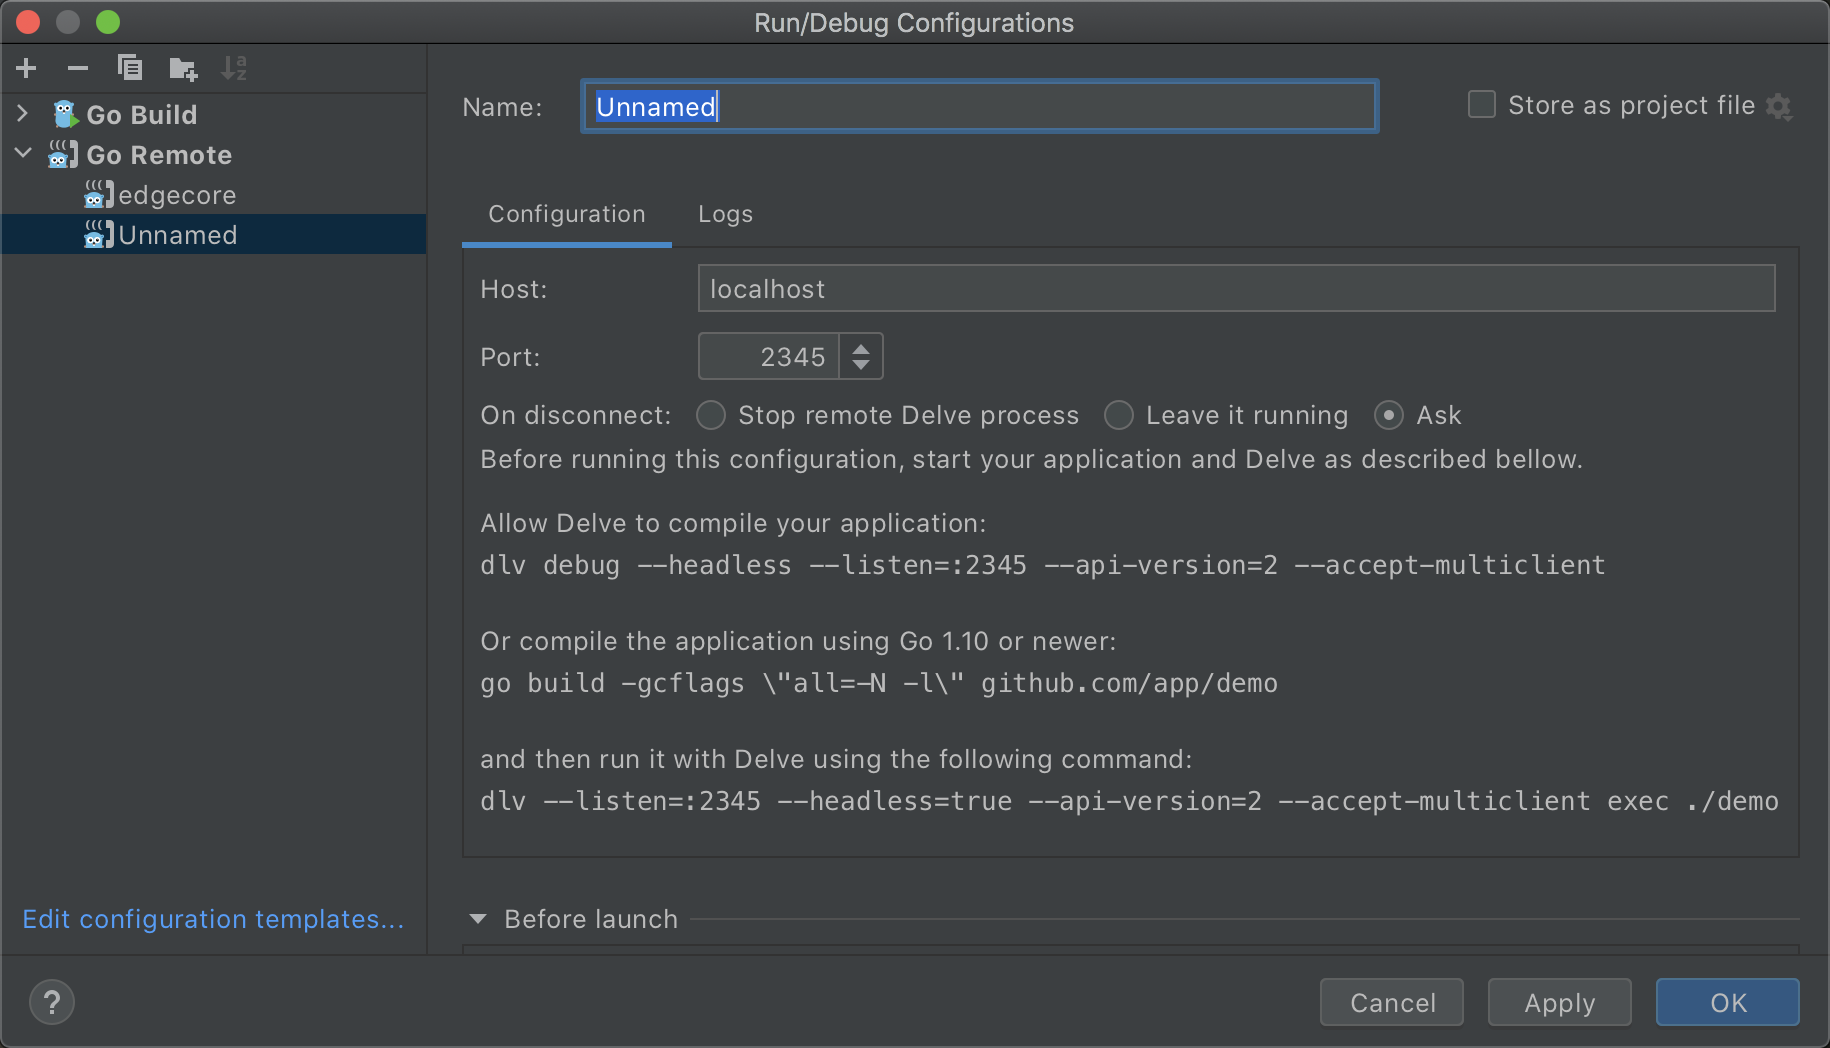 Run/Debug Configurations
Go Build
Go Remote
edgecore
Unnamed
Edit configuration templates...
Name:
Unnamed
Store as project file
Configuration
Logs
Host:
localhost
Port:
2345
On disconnect:
Stop remote Delve process
Leave it running
Ask
Before running this configuration, start your application and Delve as described bellow.
Allow Delve to compile your application:
dlv debug --headless --listen=:2345 --api-version=2 --accept-multiclient
Or compile the application using Go 1.10 or newer:
go build -gcflags \"all=-N -l\" github.com/app/demo
and then run it with Delve using the following command:
dlv --listen=:2345 --headless=true --api-version=2 --accept-multiclient exec ./demo
Before launch
?
Cancel
Apply
OK